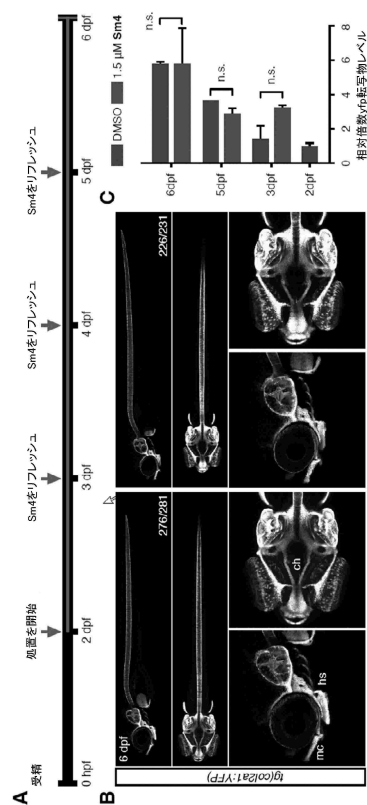 A
受精
処置を開始
Sm4をリフレッシュ
Sm4をリフレッシュ
Sm4をリフレッシュ
0 hpf
2 dpf
3 dpf
4 dpf
5 dpf
6 dpf
B
tg(col2a1:YFP)
6 dpf
276/281
226/231
mc
hs
ch
C
DMSO
1.5 µM Sm4
n.s.
n.s.
n.s.
6dpf
5dpf
3dpf
2dpf
0 2 4 6 8
相対倍数yfp転写物レベル